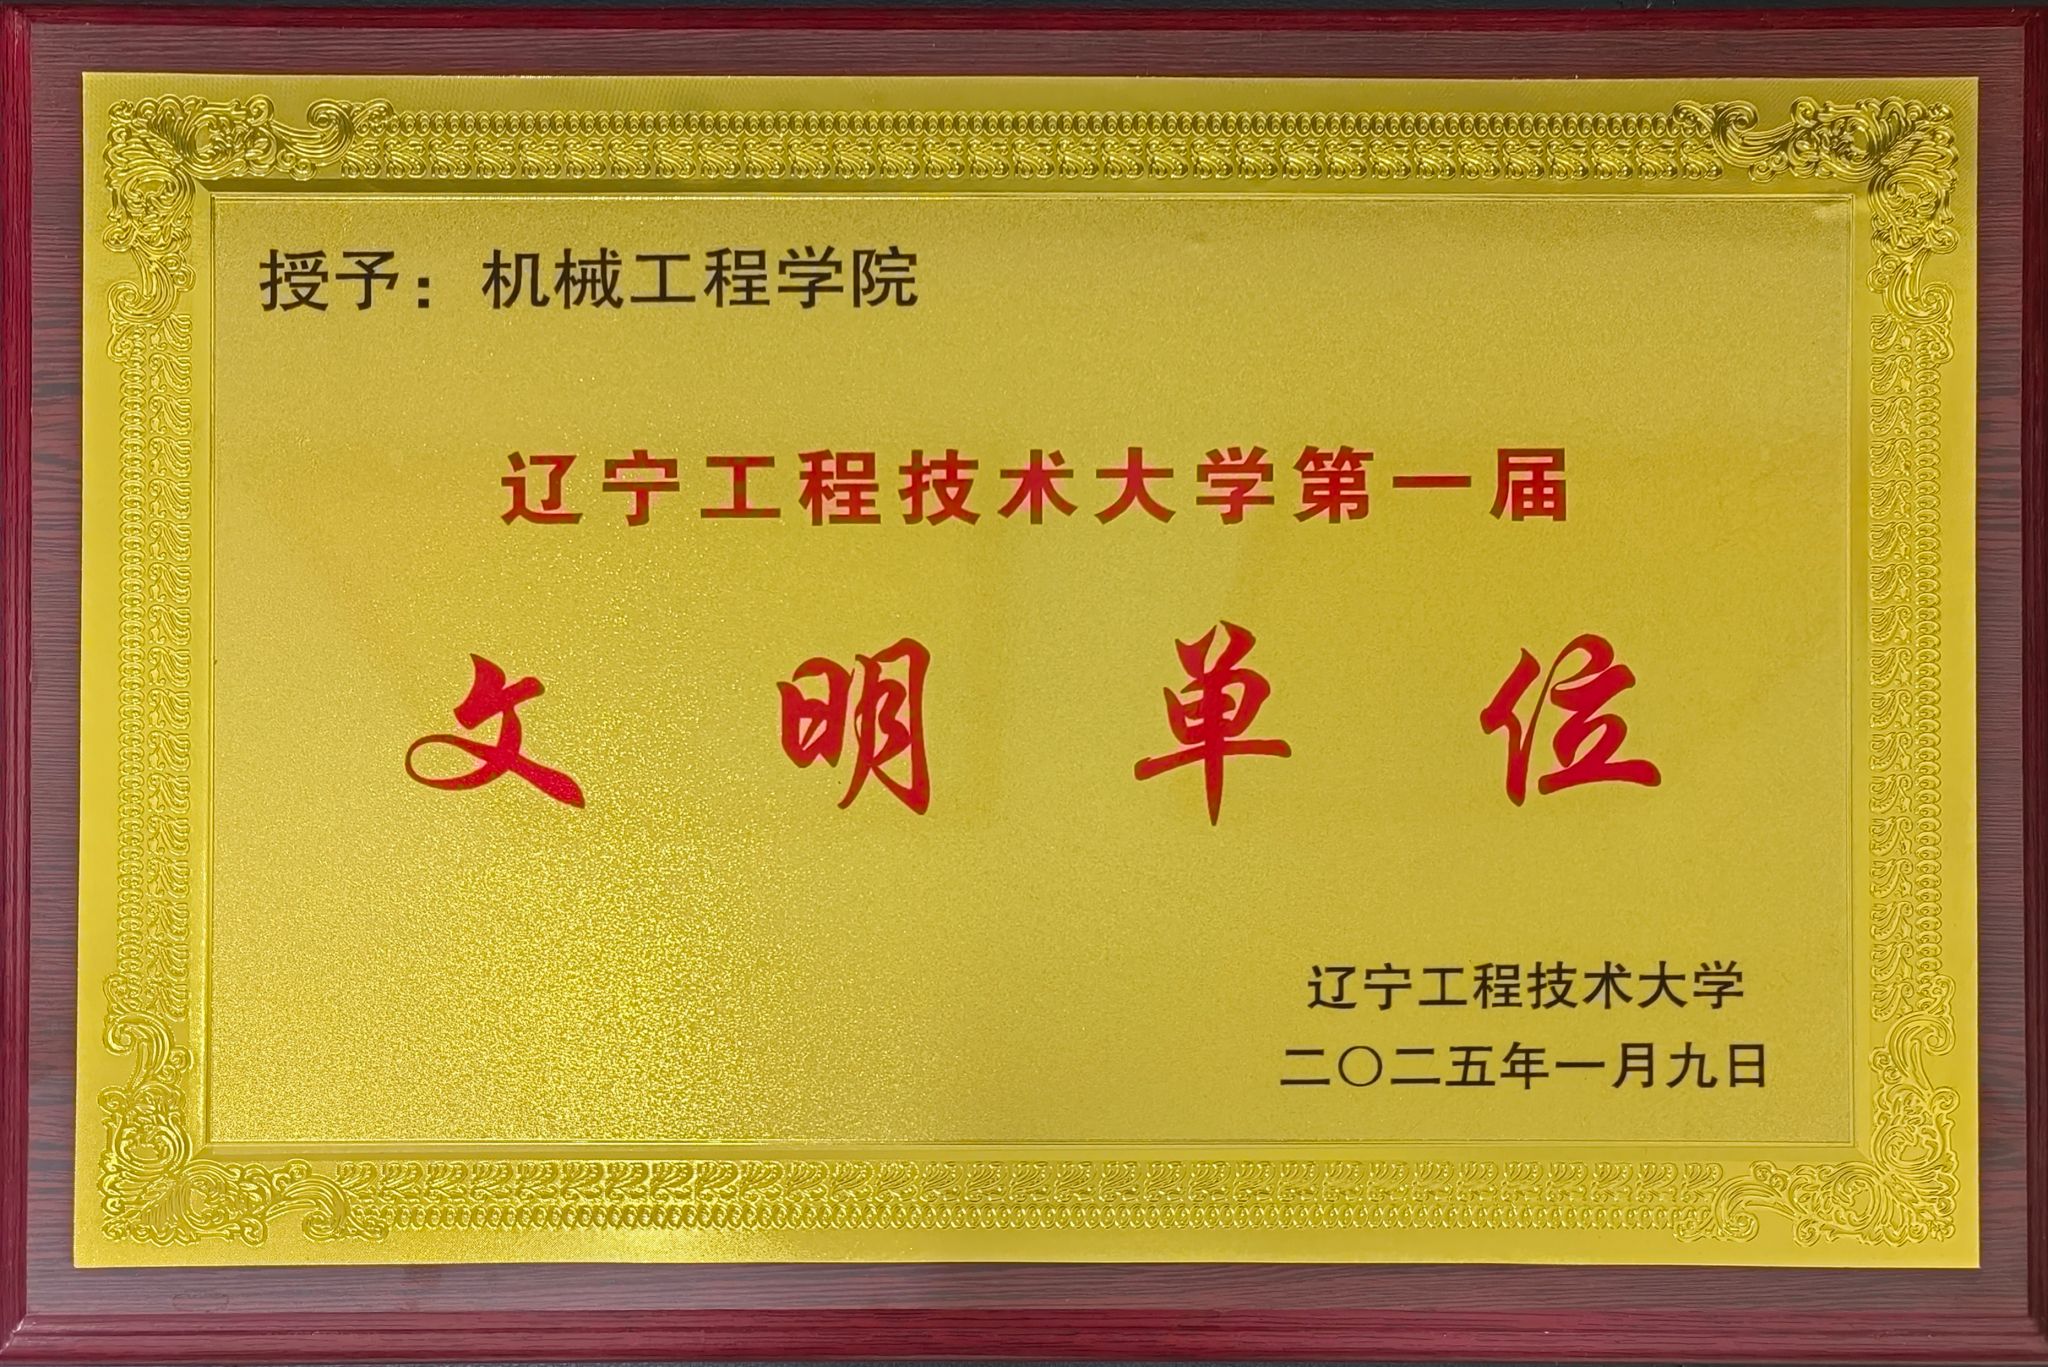 授予：机械工程学院
辽宁工程技术大学第一届
文明单位
辽宁工程技术大学
二〇二五年一月九日